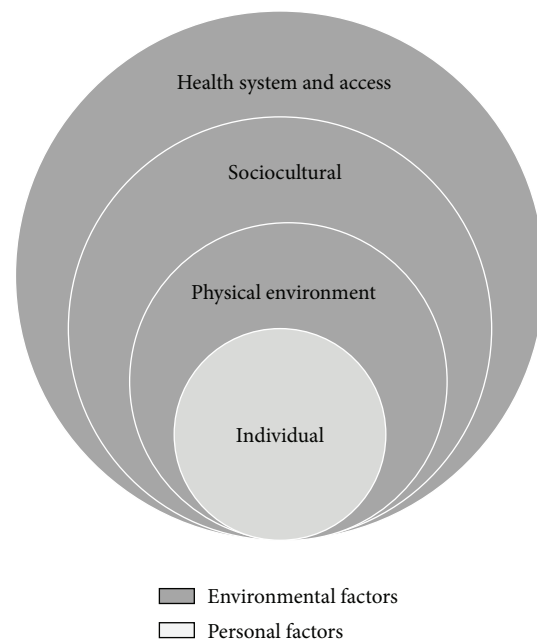 Health system and access
Sociocultural
Physical environment
Individual
Environmental factors
Personal factors